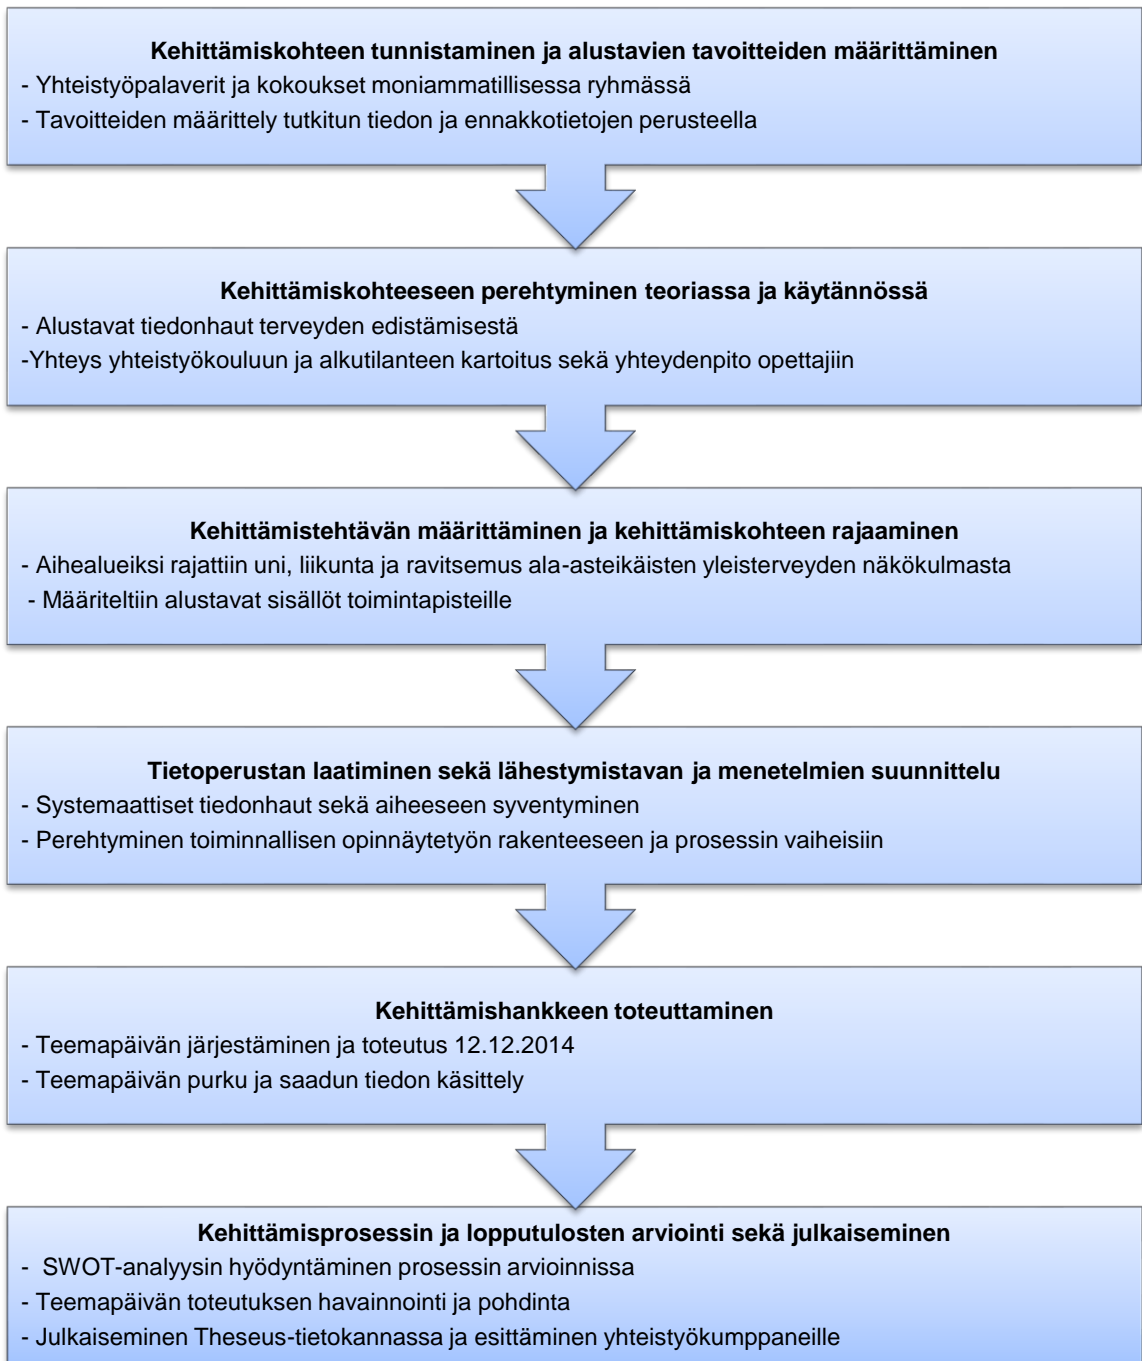 Kehittämiskohteen tunnistaminen ja alustavien tavoitteiden määrittäminen
- Yhteistyöpalaverit ja kokoukset moniammatillisessa ryhmässä
- Tavoitteiden määrittely tutkitun tiedon ja ennakkotietojen perusteella
Kehittämiskohteeseen perehtyminen teoriassa ja käytännössä
- Alustavat tiedonhaut terveyden edistämisestä
-Yhteys yhteistyökouluun ja alkutilanteen kartoitus sekä yhteydenpito opettajiin
Kehittämistehtävän määrittäminen ja kehittämiskohteen rajaaminen
- Aihealueiksi rajattiin uni, liikunta ja ravitsemus ala-asteikäisten yleisterveyden näkökulmasta
- Määriteltiin alustavat sisällöt toimintapisteille
Tietoperustan laatiminen sekä lähestymistavan ja menetelmien suunnittelu
- Systemaattiset tiedonhaut sekä aiheeseen syventyminen
- Perehtyminen toiminnallisen opinnäytetyön rakenteeseen ja prosessin vaiheisiin
Kehittämishankkeen toteuttaminen
- Teemapäivän järjestäminen ja toteutus 12.12.2014
- Teemapäivän purku ja saadun tiedon käsittely
Kehittämisprosessin ja lopputulosten arviointi sekä julkaiseminen
- SWOT-analyysin hyödyntäminen prosessin arvioinnissa
- Teemapäivän toteutuksen havainnointi ja pohdinta
- Julkaiseminen Theseus-tietokannassa ja esittäminen yhteistyökumppaneille